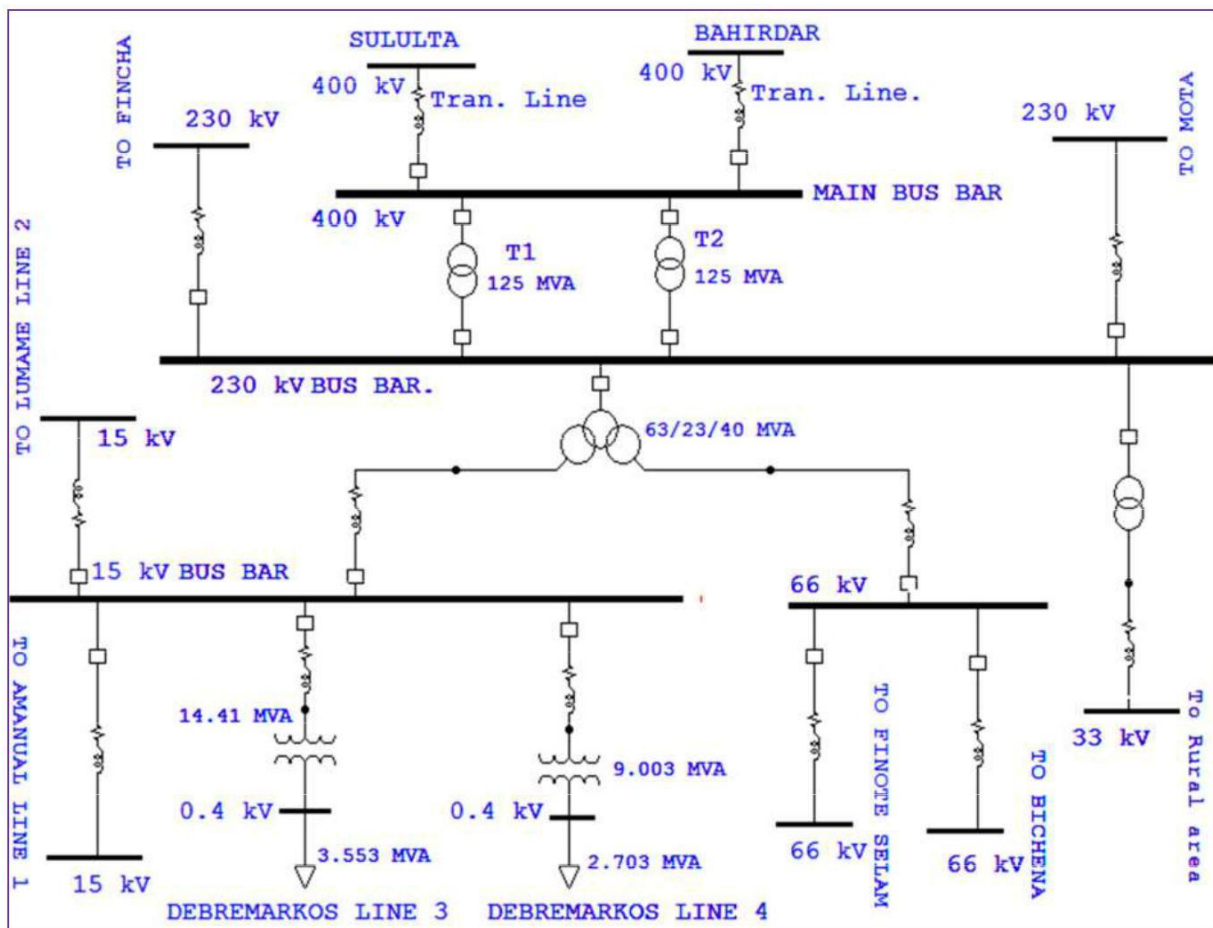 SULULTA
BAHIRDAR
TO FINCHA
400 kV
Tran. Line
400 kV
Tran. Line.
230 kV
230 kV
TO MOTA
MAIN BUS BAR
400 kV
T1
125 MVA
T2
125 MVA
TO LUMAME LINE 2
230 kV BUS BAR.
15 kV
63/23/40 MVA
15 kV BUS BAR
66 kV
TO AMANUAL LINE 1
14.41 MVA
9.003 MVA
TO FINOTE SELAM
TO BICHENA
33 kV
To Rural area
0.4 kV
0.4 kV
3.553 MVA
2.703 MVA
15 kV
66 kV
66 kV
DEBREMARKOS LINE 3
DEBREMARKOS LINE 4